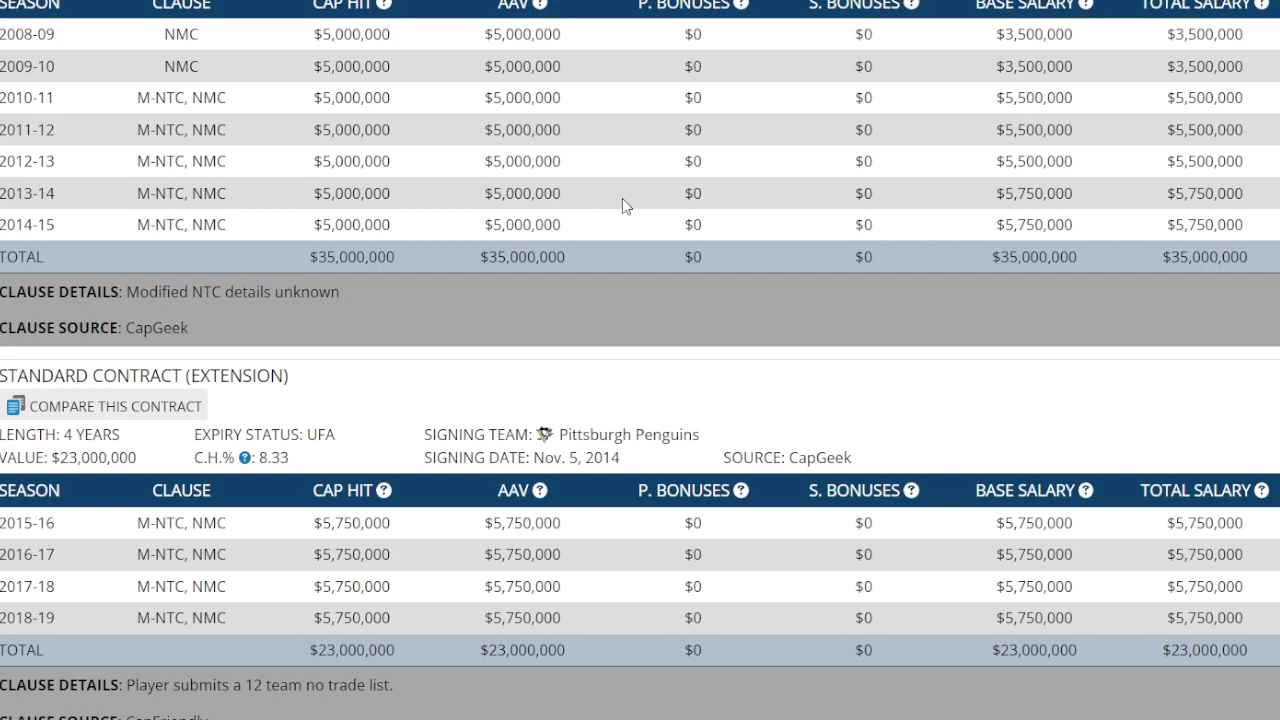 SEASON CLAUSE CAP HIT ? AAV ? P. BONUSES ? S. BONUSES ? BASE SALARY ? TOTAL SALARY ?
2008-09 NMC $5,000,000 $5,000,000 $0 $0 $3,500,000 $3,500,000
2009-10 NMC $5,000,000 $5,000,000 $0 $0 $3,500,000 $3,500,000
2010-11 M-NTC, NMC $5,000,000 $5,000,000 $0 $0 $5,500,000 $5,500,000
2011-12 M-NTC, NMC $5,000,000 $5,000,000 $0 $0 $5,500,000 $5,500,000
2012-13 M-NTC, NMC $5,000,000 $5,000,000 $0 $0 $5,500,000 $5,500,000
2013-14 M-NTC, NMC $5,000,000 $5,000,000 $0 $0 $5,750,000 $5,750,000
2014-15 M-NTC, NMC $5,000,000 $5,000,000 $0 $0 $5,750,000 $5,750,000
TOTAL $35,000,000 $35,000,000 $0 $0 $35,000,000 $35,000,000
CLAUSE DETAILS: Modified NTC details unknown
CLAUSE SOURCE: CapGeek
STANDARD CONTRACT (EXTENSION)
COMPARE THIS CONTRACT
LENGTH: 4 YEARS EXPIRY STATUS: UFA SIGNING TEAM: Pittsburgh Penguins
VALUE: $23,000,000 C.H.% ?: 8.33 SIGNING DATE: Nov. 5, 2014 SOURCE: CapGeek
SEASON CLAUSE CAP HIT ? AAV ? P. BONUSES ? S. BONUSES ? BASE SALARY ? TOTAL SALARY ?
2015-16 M-NTC, NMC $5,750,000 $5,750,000 $0 $0 $5,750,000 $5,750,000
2016-17 M-NTC, NMC $5,750,000 $5,750,000 $0 $0 $5,750,000 $5,750,000
2017-18 M-NTC, NMC $5,750,000 $5,750,000 $0 $0 $5,750,000 $5,750,000
2018-19 M-NTC, NMC $5,750,000 $5,750,000 $0 $0 $5,750,000 $5,750,000
TOTAL $23,000,000 $23,000,000 $0 $0 $23,000,000 $23,000,000
CLAUSE DETAILS: Player submits a 12 team no trade list.
CLAUSE SOURCE: CapFriendly